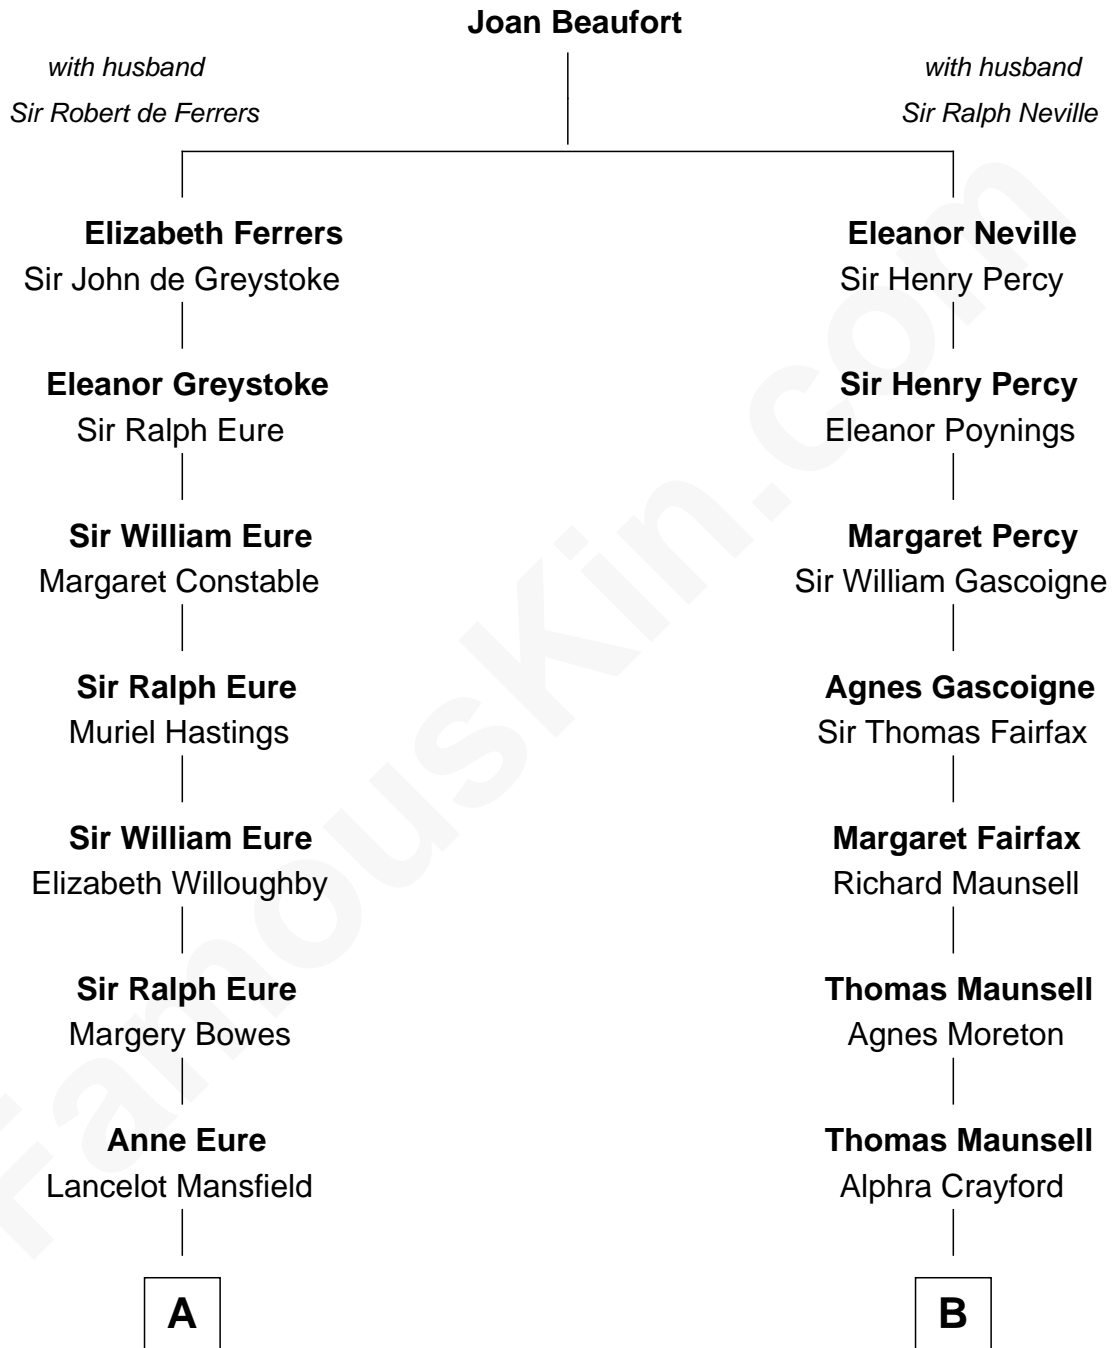 Joan Beaufort
with husband
Sir Robert de Ferrers
with husband
Sir Ralph Neville
Elizabeth Ferrers
Sir John de Greystoke
Eleanor Neville
Sir Henry Percy
Eleanor Greystoke
Sir Ralph Eure
Sir Henry Percy
Eleanor Poynings
Sir William Eure
Margaret Constable
Margaret Percy
Sir William Gascoigne
Sir Ralph Eure
Muriel Hastings
Agnes Gascoigne
Sir Thomas Fairfax
Sir William Eure
Elizabeth Willoughby
Margaret Fairfax
Richard Maunsell
Sir Ralph Eure
Margery Bowes
Thomas Maunsell
Agnes Moreton
Anne Eure
Lancelot Mansfield
Thomas Maunsell
Alphra Crayford
A
B
FamousKin.com